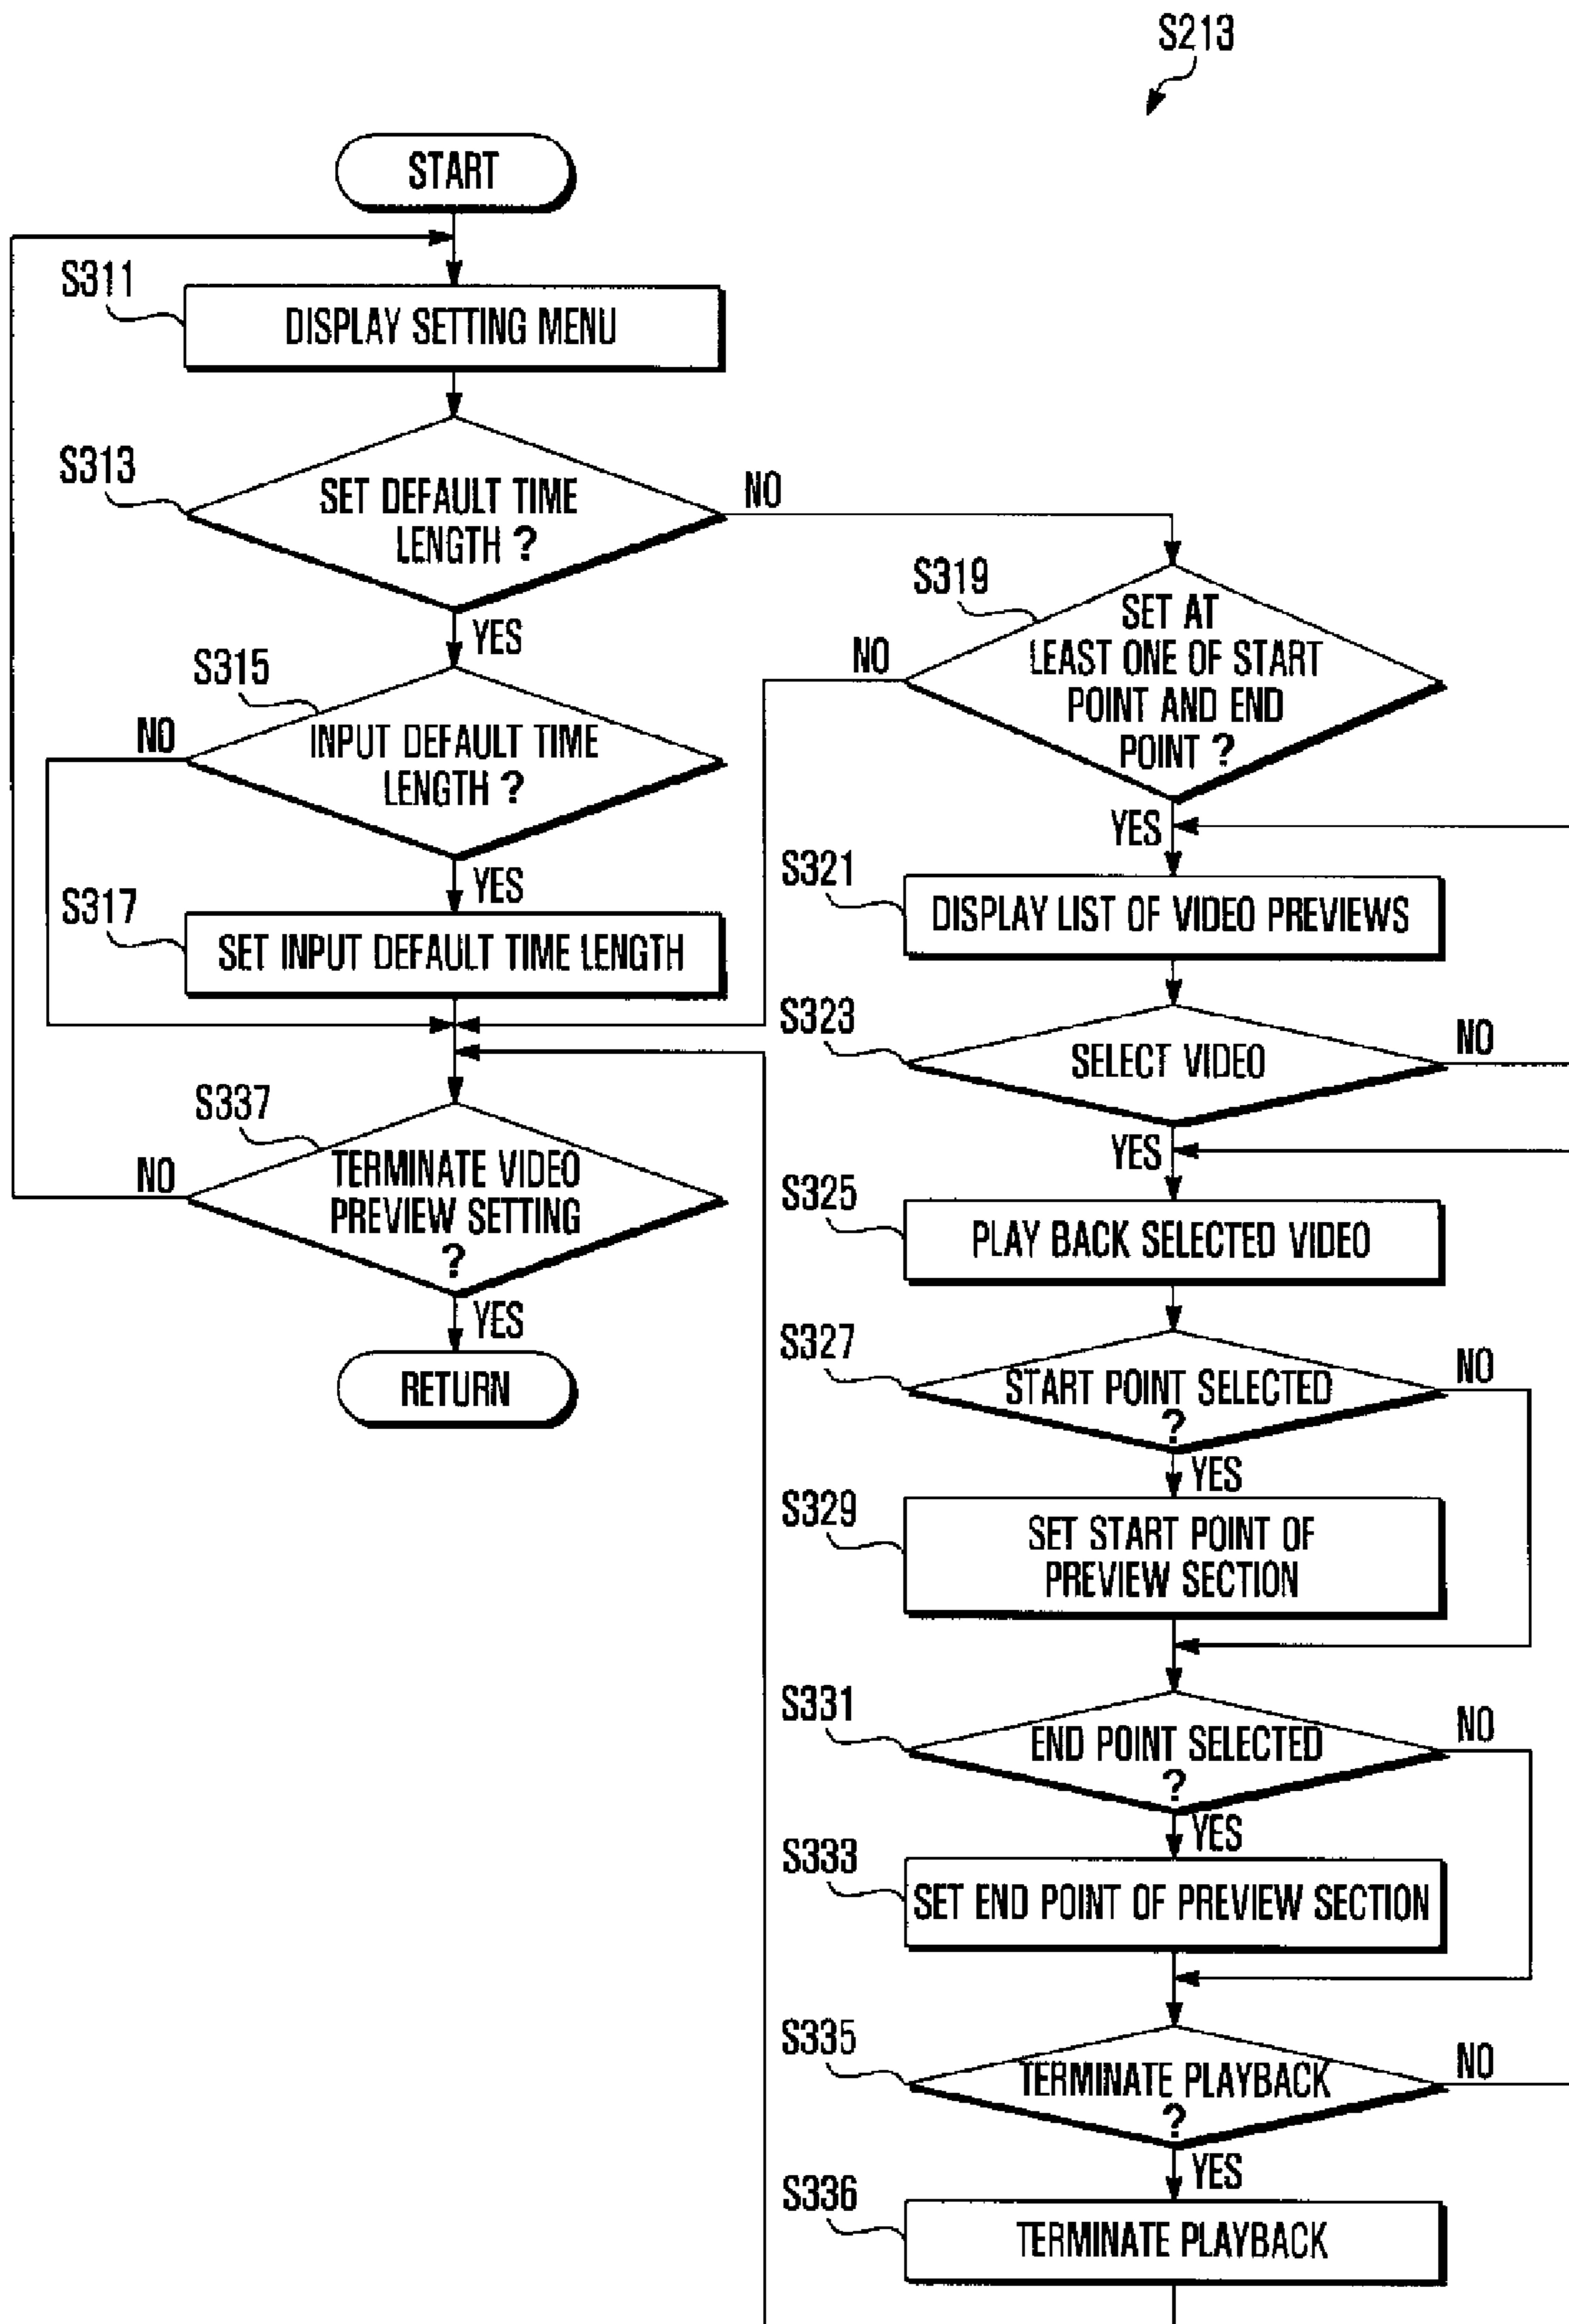 S213
START
S311
DISPLAY SETTING MENU
S313
SET DEFAULT TIME
LENGTH ?
NO
YES
S315
INPUT DEFAULT TIME
LENGTH ?
NO
YES
S317
SET INPUT DEFAULT TIME LENGTH
S337
TERMINATE VIDEO
PREVIEW SETTING
?
NO
YES
RETURN
S319
SET AT
LEAST ONE OF START
POINT AND END
POINT ?
NO
YES
S321
DISPLAY LIST OF VIDEO PREVIEWS
S323
SELECT VIDEO
NO
YES
S325
PLAY BACK SELECTED VIDEO
S327
START POINT SELECTED
?
NO
YES
S329
SET START POINT OF
PREVIEW SECTION
S331
END POINT SELECTED
?
NO
YES
S333
SET END POINT OF PREVIEW SECTION
S335
TERMINATE PLAYBACK
?
NO
YES
S336
TERMINATE PLAYBACK